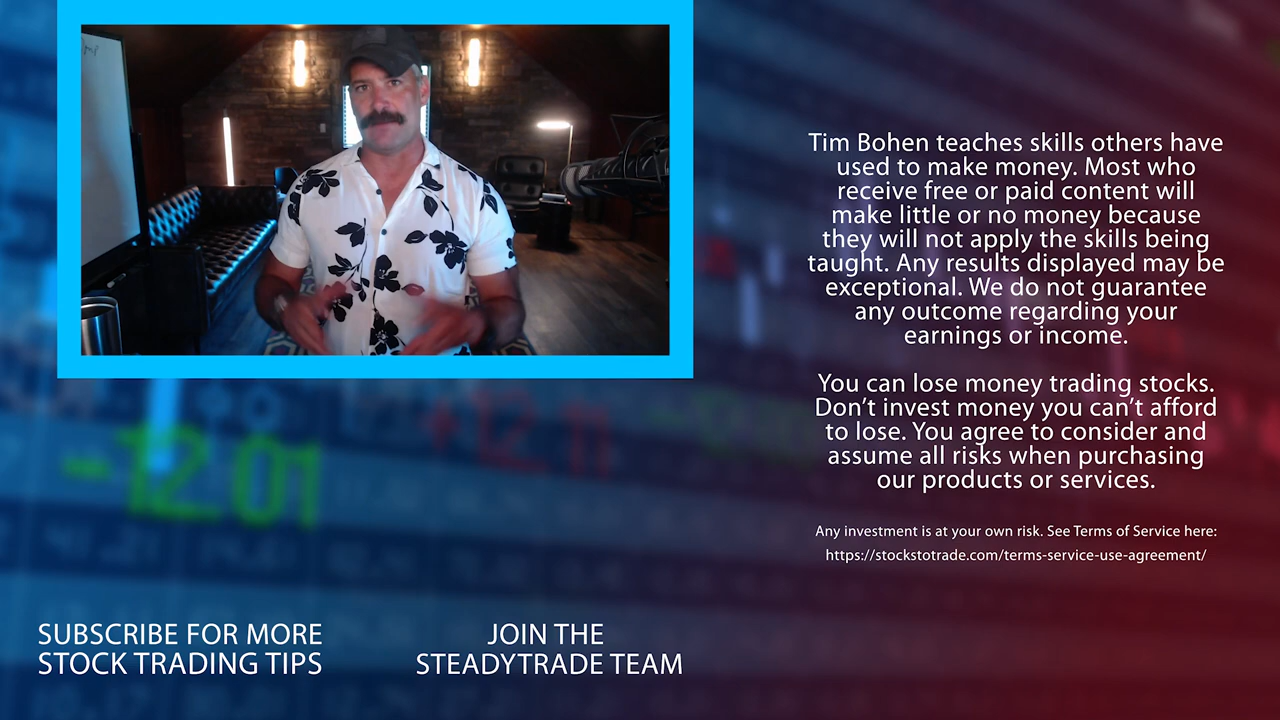 Tim Bohen teaches skills others have
used to make money. Most who
receive free or paid content will
make little or no money because
they will not apply the skills being
taught. Any results displayed may be
exceptional. We do not guarantee
any outcome regarding your
earnings or income.
You can lose money trading stocks.
Don’t invest money you can’t afford
to lose. You agree to consider and
assume all risks when purchasing
our products or services.
Any investment is at your own risk. See Terms of Service here:
https://stockstotrade.com/terms-service-use-agreement/
-12.01
+12.11
SUBSCRIBE FOR MORE
STOCK TRADING TIPS
JOIN THE
STEADYTRADE TEAM